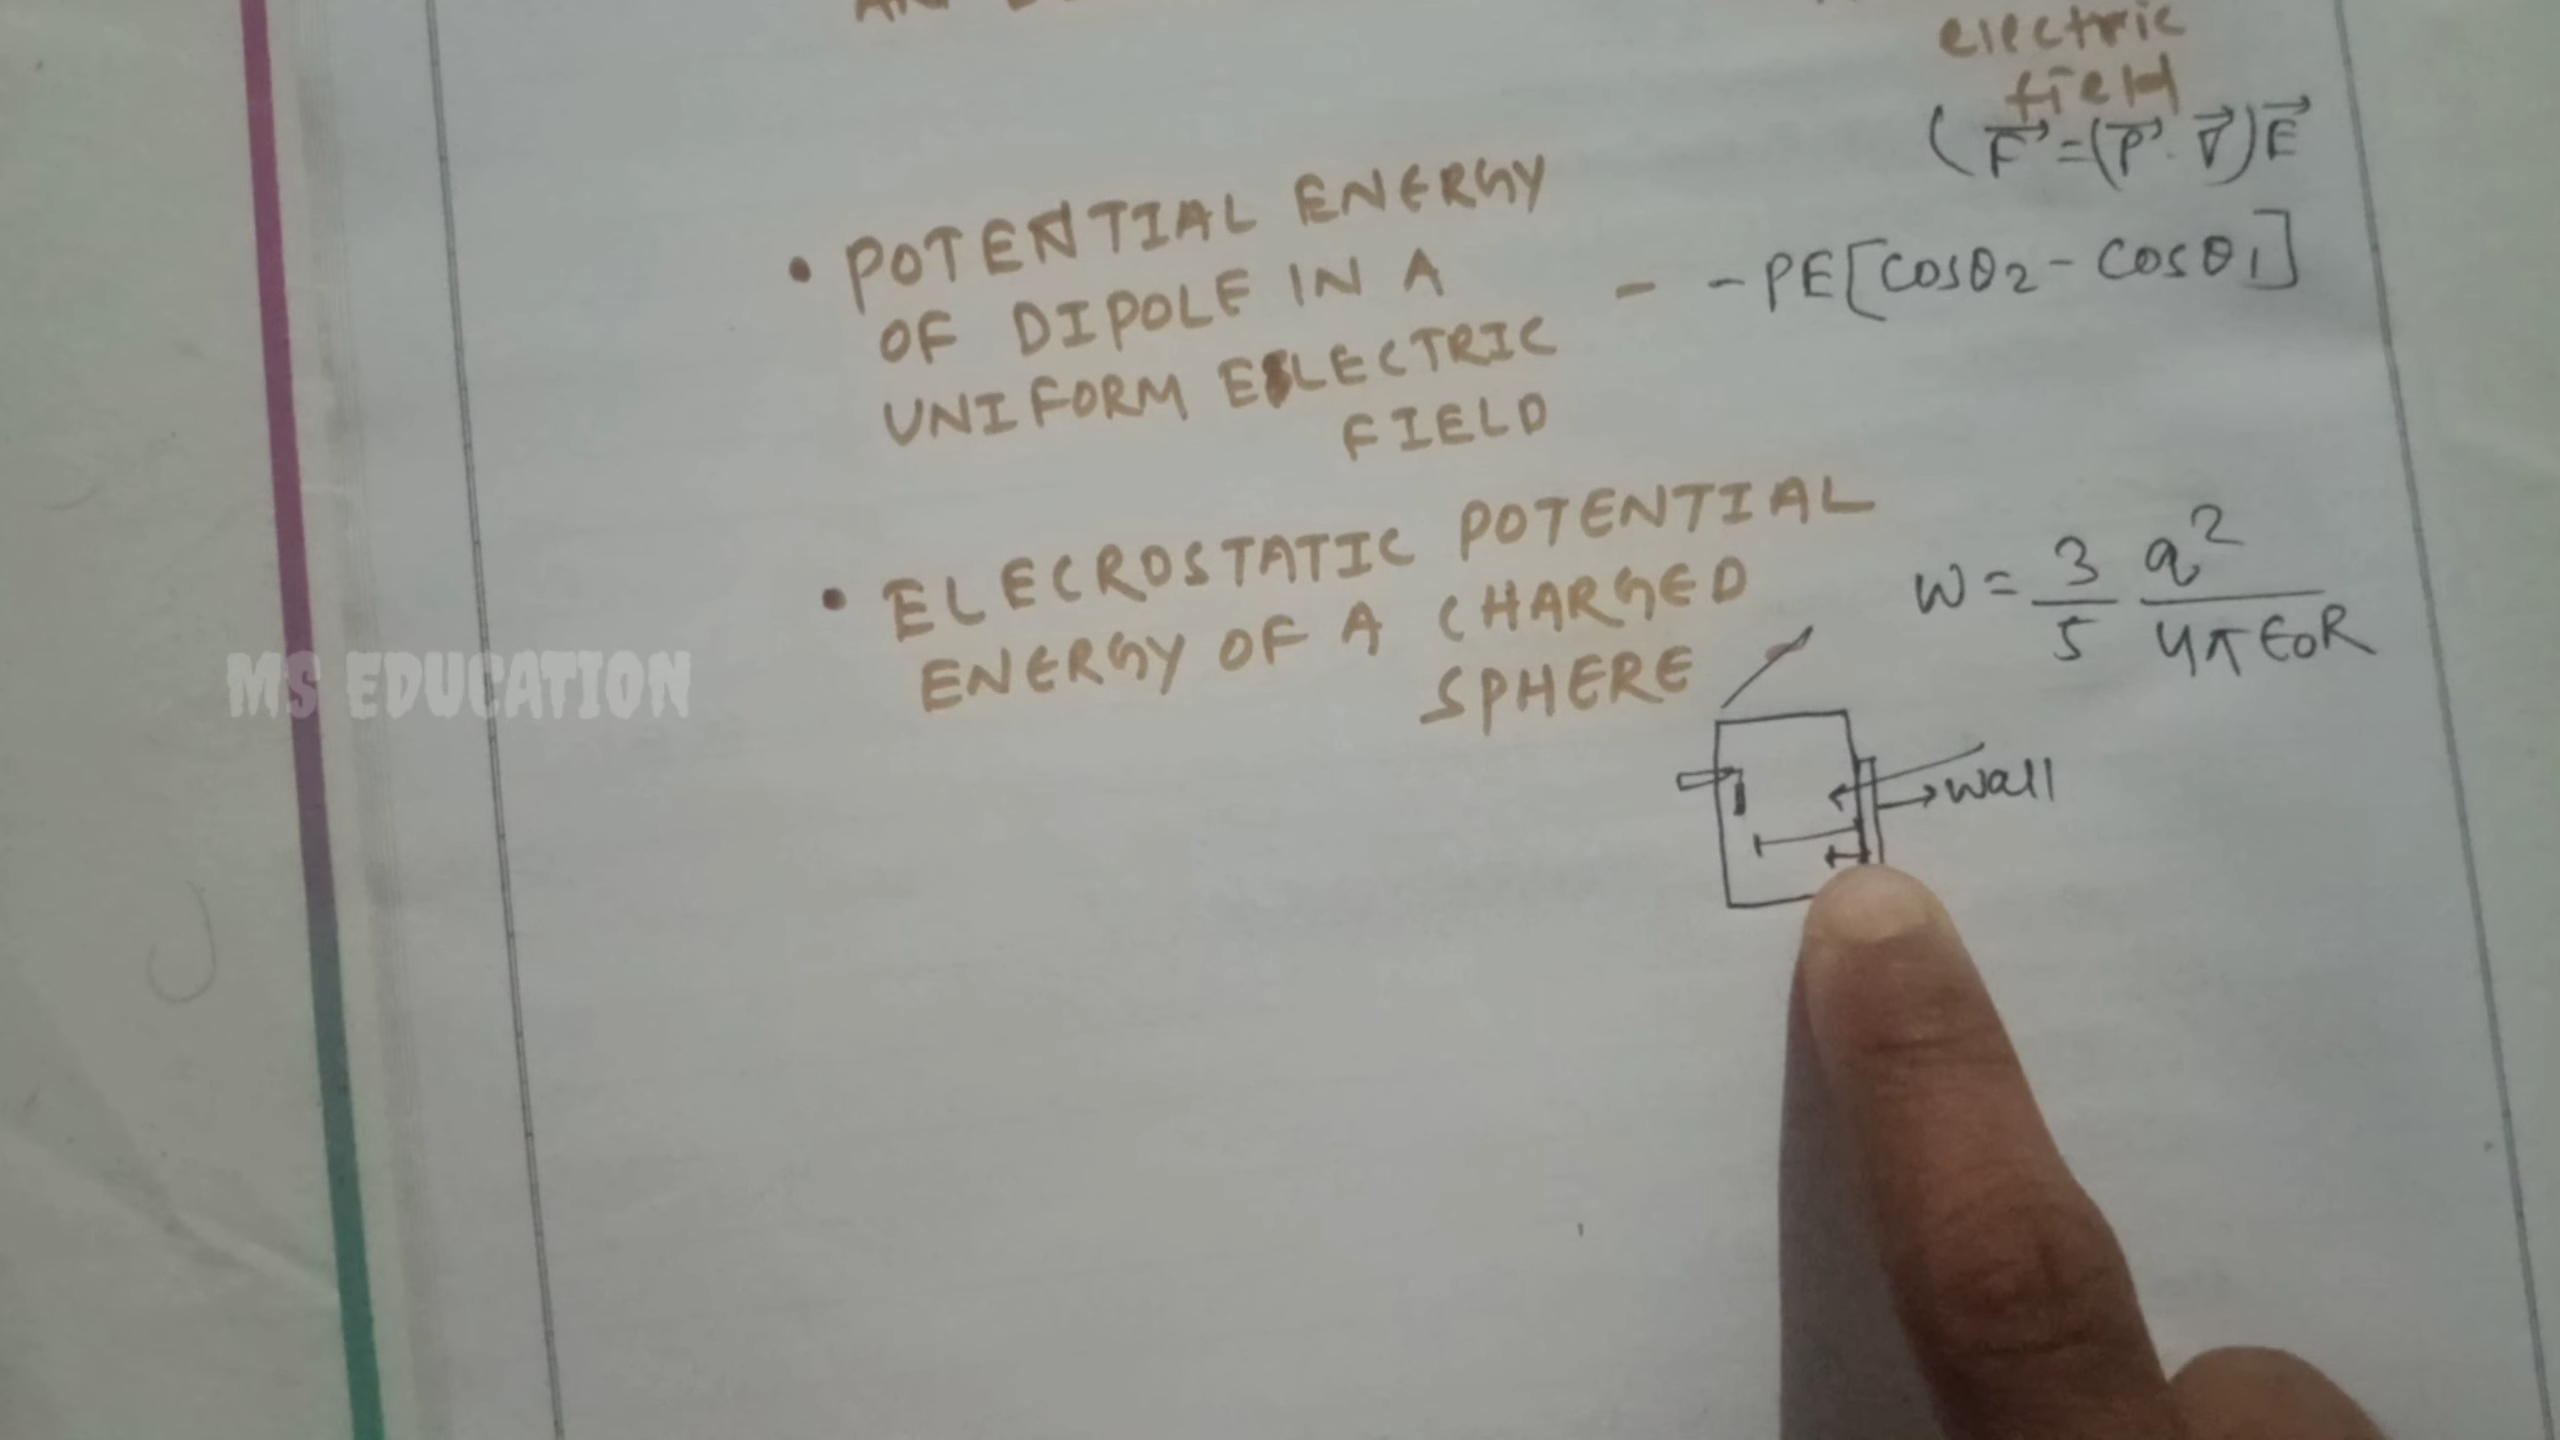 electric
field
(F⃗ = (P⃗ . ∇⃗)E⃗
• POTENTIAL ENERGY
OF DIPOLE IN A
UNIFORM ELECTRIC
FIELD
- -PE[cosθ2 - cosθ1]
• ELECROSTATIC POTENTIAL
ENERGY OF A CHARGED
SPHERE
W = 3/5 q²/4πε0R
→ wall
MS EDUCATION